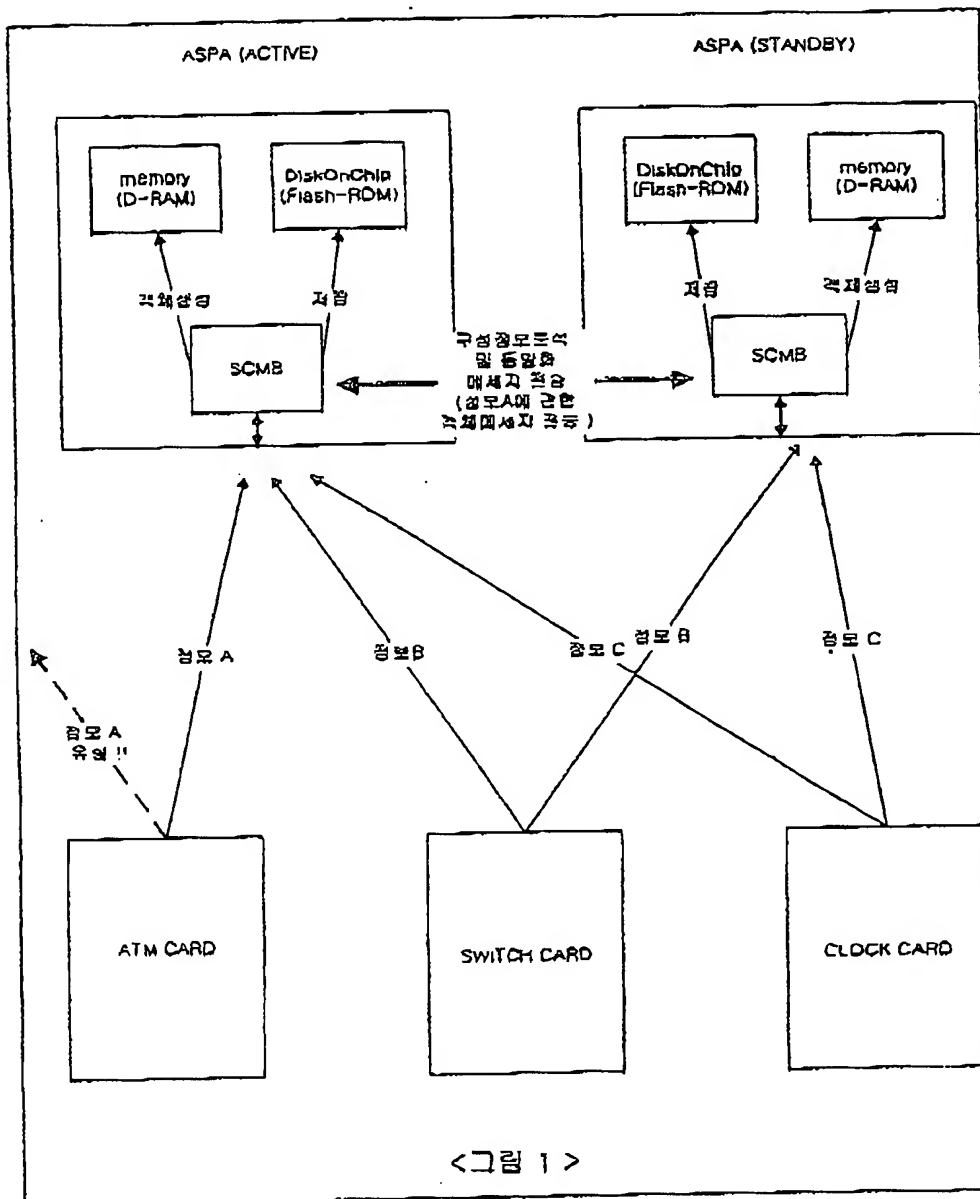 ASPA (ACTIVE)
ASPA (STANDBY)
memory
(D-RAM)
DiskOnChip
(Flash-ROM)
DiskOnChip
(Flash-ROM)
memory
(D-RAM)
객체생성
저장
저장
객체생성
SCMB
SCMB
구성정보분석
및 동일화
메세지 전송
(정보A에 관한
객체메세지 전송)
정보 A
정보B
정보 C
정보 B
정보 C
정보 A
유실 !!
ATM CARD
SWITCH CARD
CLOCK CARD
<그림 1 >